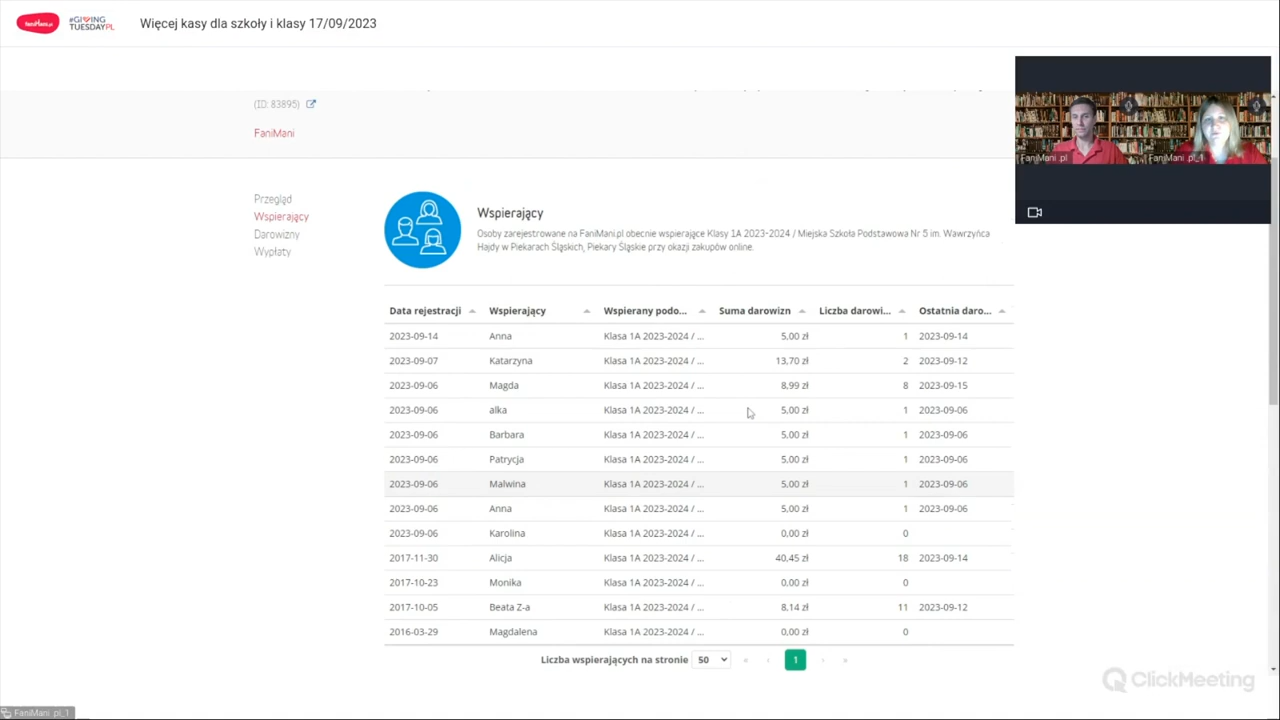 FaniMani.pl
#GIVING
TUESDAYPL
Więcej kasy dla szkoły i klasy 17/09/2023
(ID: 83895)
FaniMani
FaniMani .pl
FaniMani .pl_1
Przegląd
Wspierający
Darowizny
Wypłaty
Wspierający
Osoby zarejestrowane na FaniMani.pl obecnie wspierające Klasy 1A 2023-2024 / Miejska Szkoła Podstawowa Nr 5 im. Wawrzyńca
Hajdy w Piekarach Śląskich, Piekary Śląskie przy okazji zakupów online.
Data rejestracji Wspierający Wspierany podo... Suma darowizn Liczba darowi... Ostatnia daro...
2023-09-14 Anna Klasa 1A 2023-2024 / ... 5,00 zł 1 2023-09-14
2023-09-07 Katarzyna Klasa 1A 2023-2024 / ... 13,70 zł 2 2023-09-12
2023-09-06 Magda Klasa 1A 2023-2024 / ... 8,99 zł 8 2023-09-15
2023-09-06 alka Klasa 1A 2023-2024 / ... 5,00 zł 1 2023-09-06
2023-09-06 Barbara Klasa 1A 2023-2024 / ... 5,00 zł 1 2023-09-06
2023-09-06 Patrycja Klasa 1A 2023-2024 / ... 5,00 zł 1 2023-09-06
2023-09-06 Malwina Klasa 1A 2023-2024 / ... 5,00 zł 1 2023-09-06
2023-09-06 Anna Klasa 1A 2023-2024 / ... 5,00 zł 1 2023-09-06
2023-09-06 Karolina Klasa 1A 2023-2024 / ... 0,00 zł 0
2017-11-30 Alicja Klasa 1A 2023-2024 / ... 40,45 zł 18 2023-09-14
2017-10-23 Monika Klasa 1A 2023-2024 / ... 0,00 zł 0
2017-10-05 Beata Z-a Klasa 1A 2023-2024 / ... 8,14 zł 11 2023-09-12
2016-03-29 Magdalena Klasa 1A 2023-2024 / ... 0,00 zł 0
Liczba wspierających na stronie 50 « ‹ 1 › »
ClickMeeting
FaniMani .pl_1